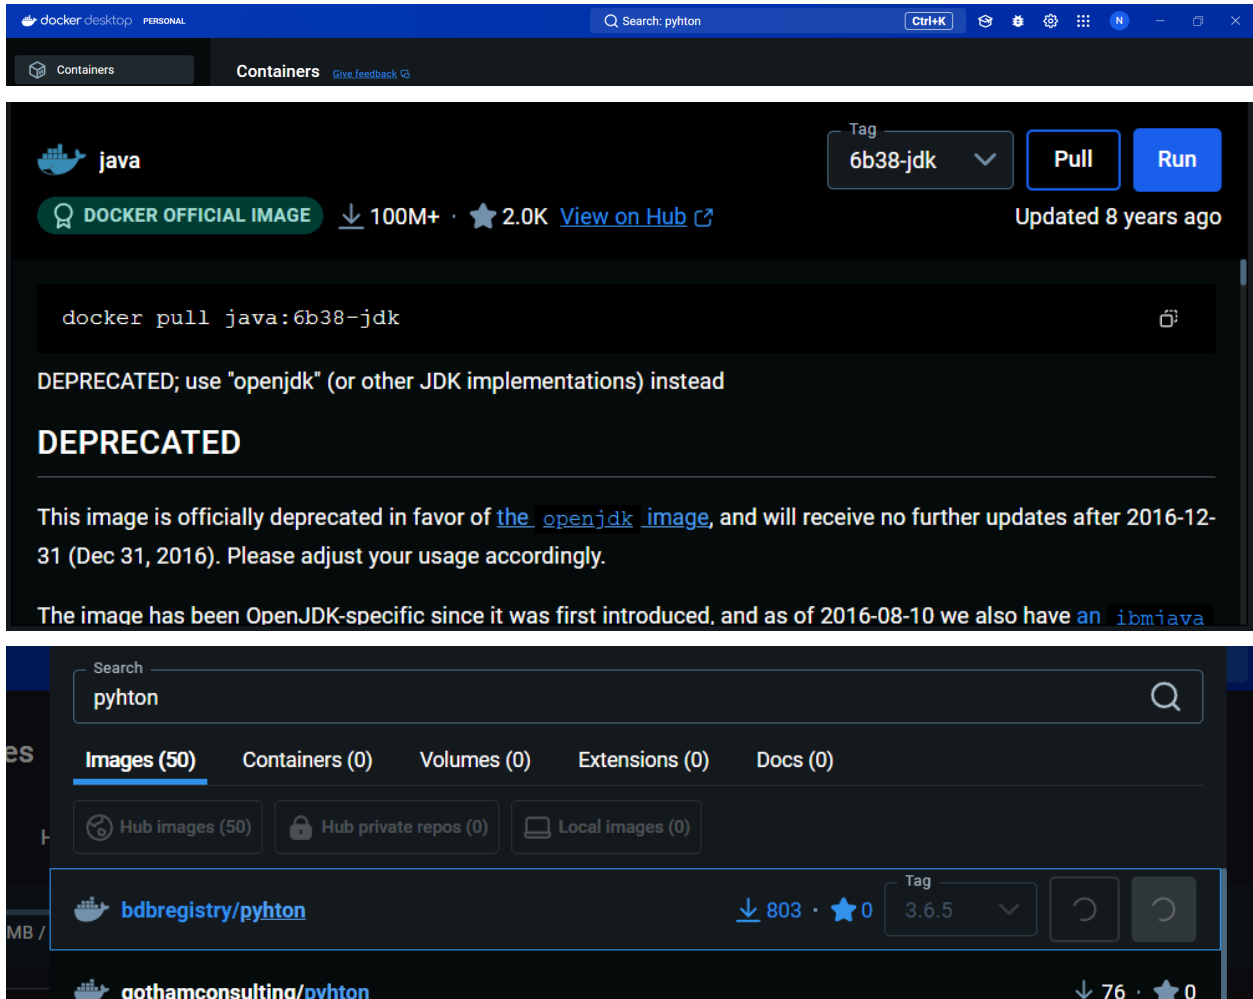 docker desktop PERSONAL Search: pyhton Ctrl+K N
Containers
Containers Give feedback
java
Tag
6b38-jdk
Pull
Run
DOCKER OFFICIAL IMAGE 100M+ · 2.0K View on Hub
Updated 8 years ago
docker pull java:6b38-jdk
DEPRECATED; use "openjdk" (or other JDK implementations) instead
DEPRECATED
This image is officially deprecated in favor of the openjdk image, and will receive no further updates after 2016-12-
31 (Dec 31, 2016). Please adjust your usage accordingly.
The image has been OpenJDK-specific since it was first introduced, and as of 2016-08-10 we also have an ibmjava
Search
pyhton
es
Images (50) Containers (0) Volumes (0) Extensions (0) Docs (0)
H
Hub images (50) Hub private repos (0) Local images (0)
bdbregistry/pyhton 803 · 0
Tag
3.6.5
MB /
gothamconsulting/pyhton 76 · 0